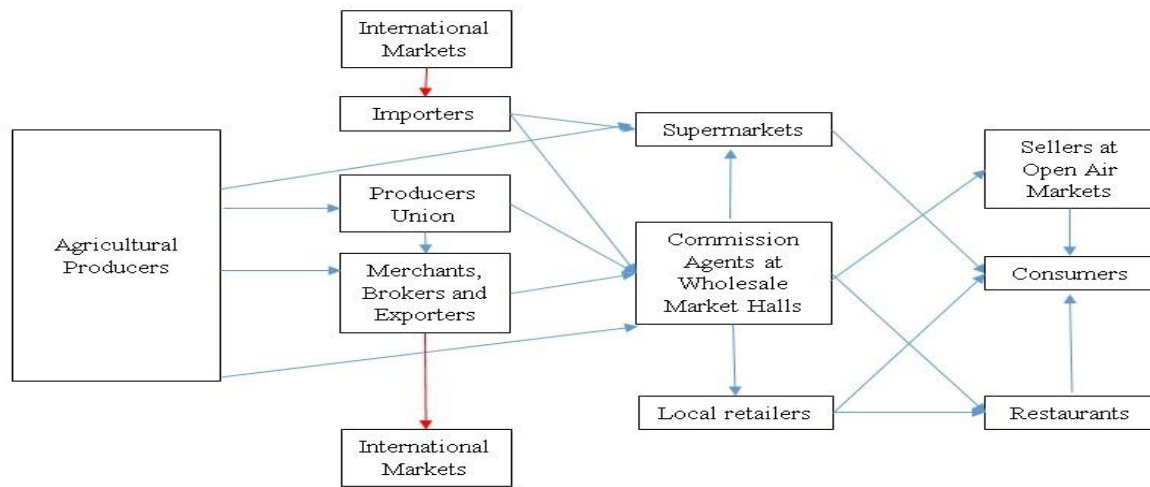 International
Markets
Importers
Supermarkets
Sellers at
Open Air
Markets
Agricultural
Producers
Producers
Union
Merchants,
Brokers and
Exporters
Commission
Agents at
Wholesale
Market Halls
Consumers
Local retailers
Restaurants
International
Markets